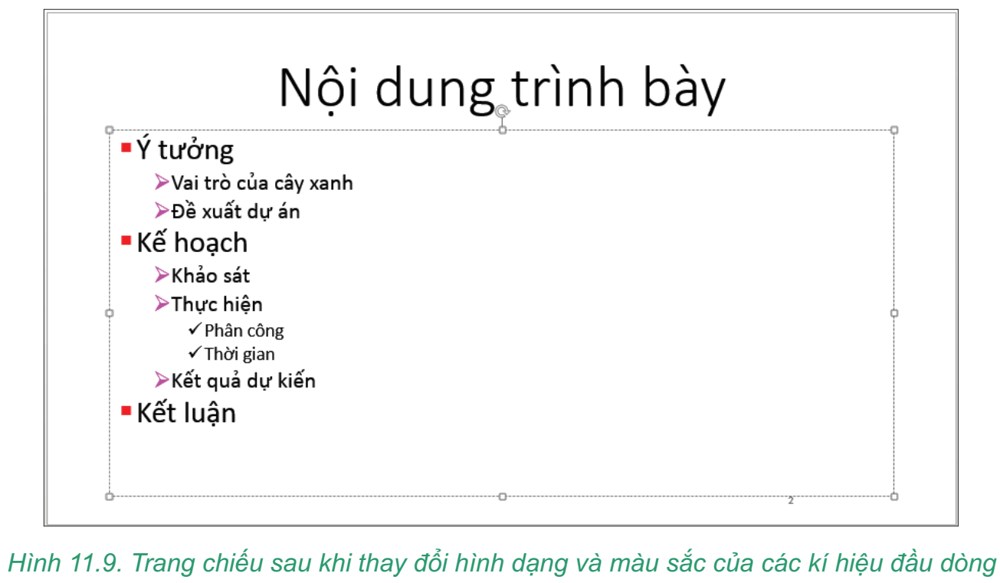 Nội dung trình bày
Ý tưởng
Vai trò của cây xanh
Đề xuất dự án
Kế hoạch
Khảo sát
Thực hiện
Phân công
Thời gian
Kết quả dự kiến
Kết luận
2
Hình 11.9. Trang chiếu sau khi thay đổi hình dạng và màu sắc của các kí hiệu đầu dòng